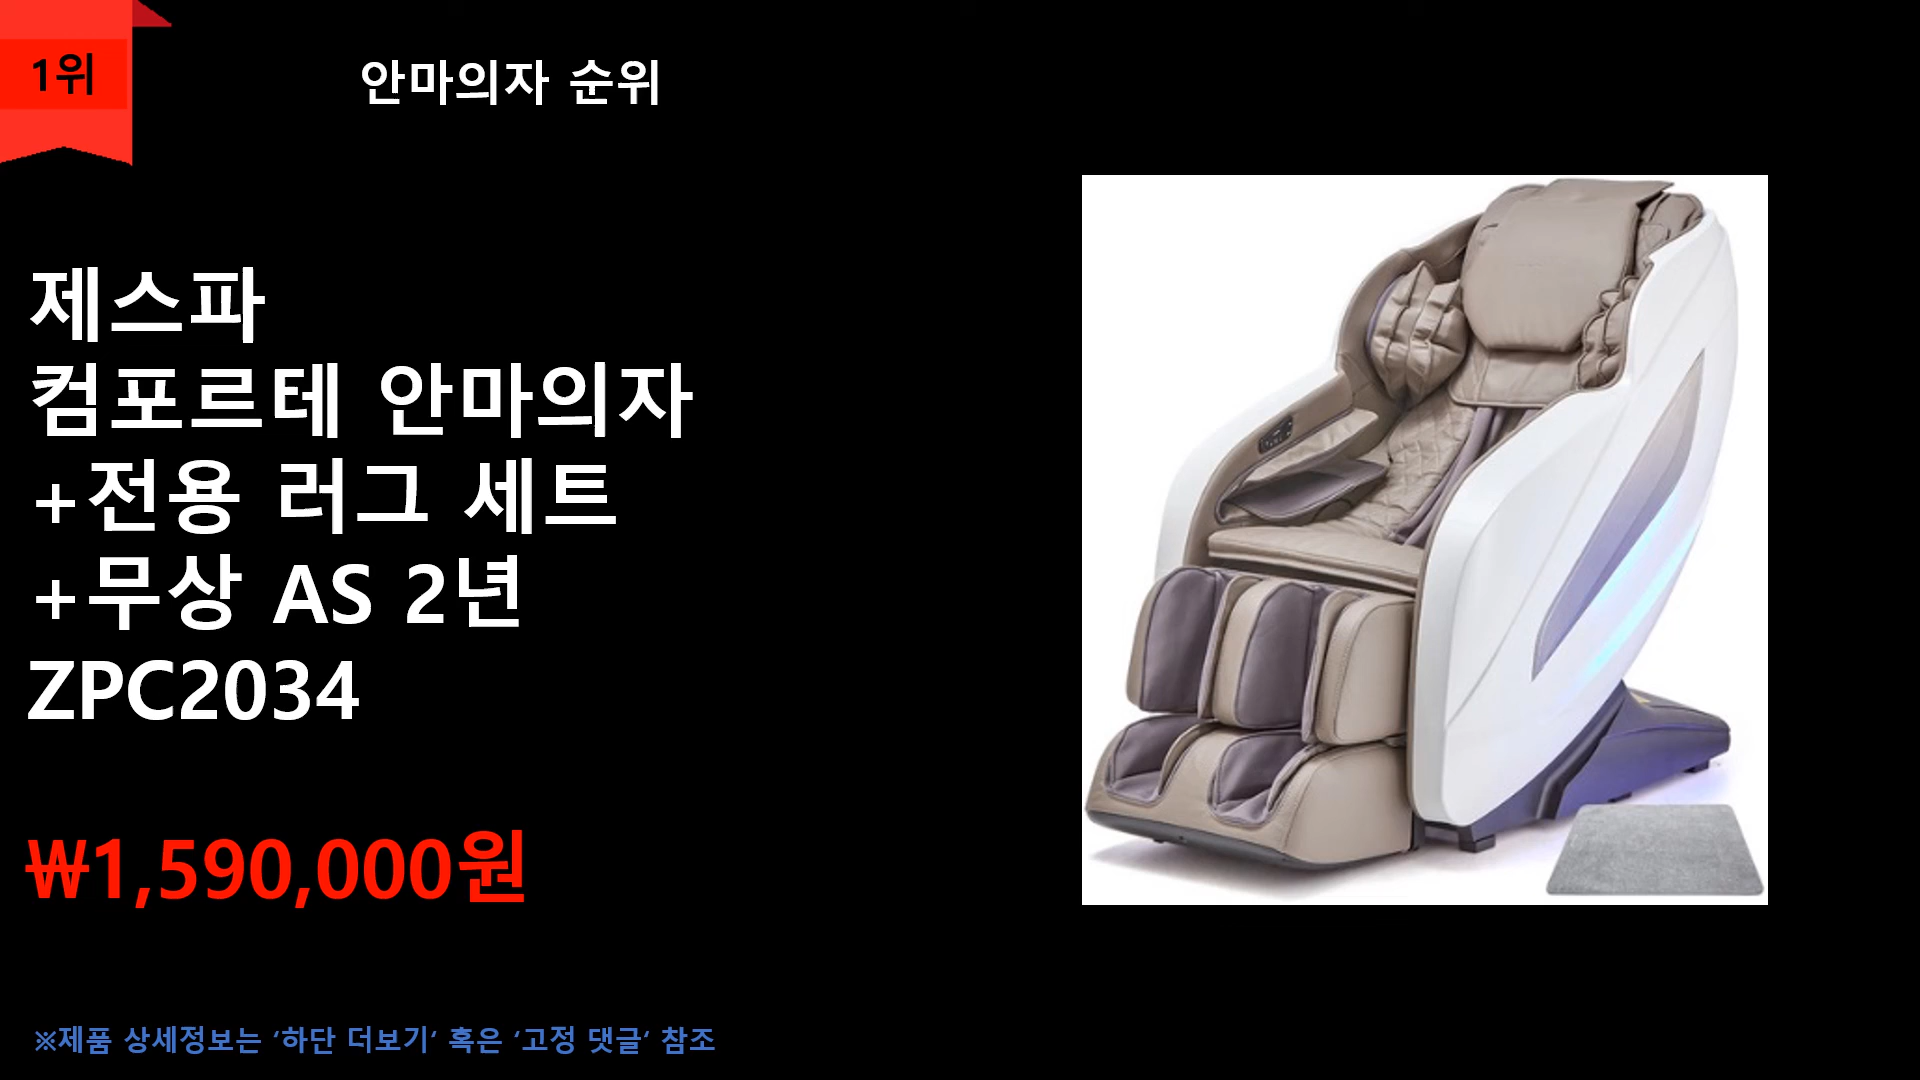 1위
안마의자 순위
제스파
컴포르테 안마의자
+전용 러그 세트
+무상 AS 2년
ZPC2034
₩1,590,000원
※제품 상세정보는 ‘하단 더보기‘ 혹은 ‘고정 댓글‘ 참조